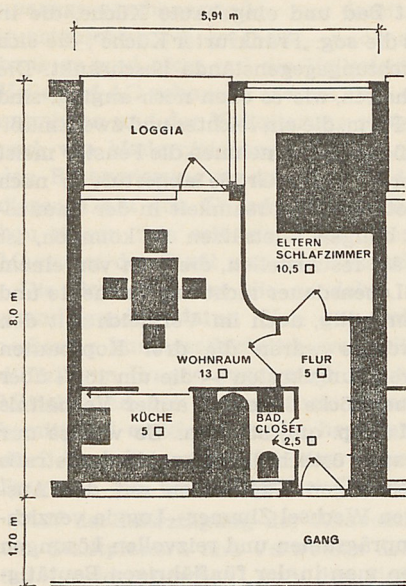 5,91 m
LOGGIA
ELTERN
SCHLAFZIMMER
10,5 □
8,0 m
WOHNRAUM
13 □
FLUR
5 □
KÜCHE
5 □
BAD,
CLOSET
2,5 □
1,70 m
GANG